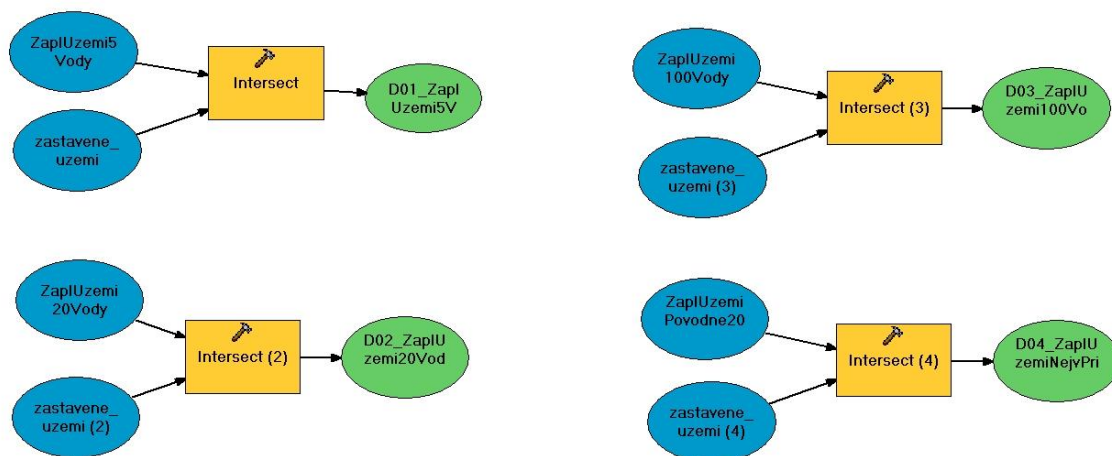 ZaplUzemi5
Vody
Intersect
D01_Zapl
Uzemi5V
zastavene_
uzemi
ZaplUzemi
100Vody
Intersect (3)
D03_ZaplU
zemi100Vo
zastavene_
uzemi (3)
ZaplUzemi
20Vody
Intersect (2)
D02_ZaplU
zemi20Vod
zastavene_
uzemi (2)
ZaplUzemi
Povodne20
Intersect (4)
D04_ZaplU
zemiNejvPri
zastavene_
uzemi (4)